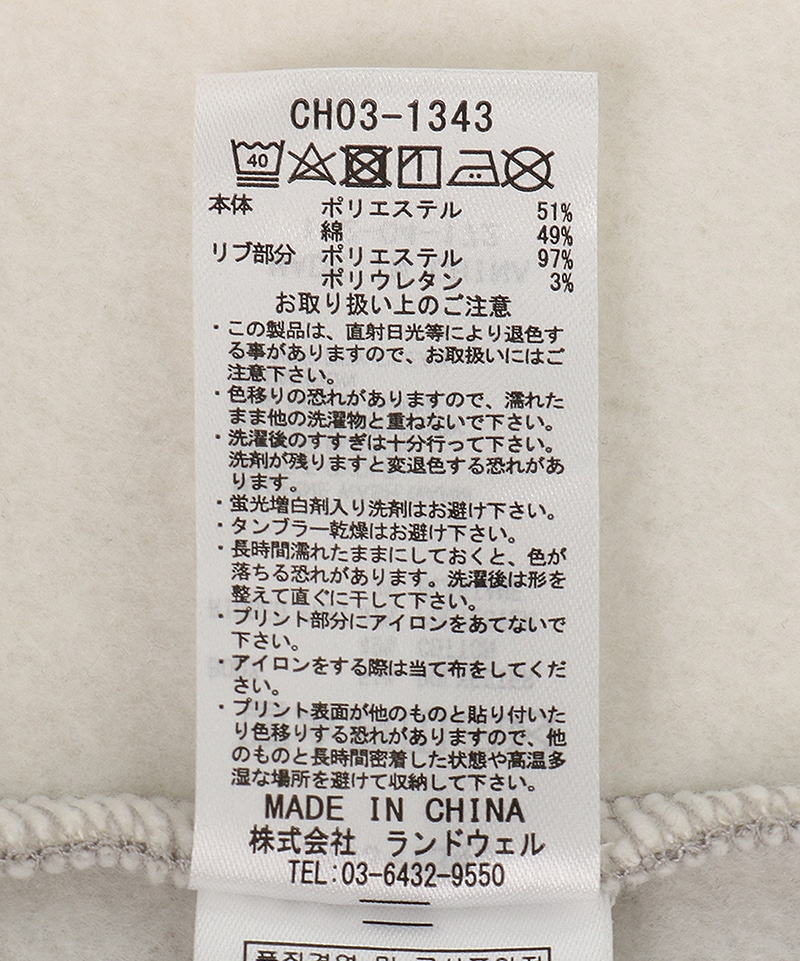 CH03-1343
40
本体 ポリエステル 51%
綿 49%
リブ部分 ポリエステル 97%
ポリウレタン 3%
お取り扱い上のご注意
・この製品は、直射日光等により退色す
る事がありますので、お取扱いにはご
注意下さい。
・色移りの恐れがありますので、濡れた
まま他の洗濯物と重ねないで下さい。
・洗濯後のすすぎは十分行って下さい。
洗剤が残りますと変退色する恐れがあ
ります。
・蛍光増白剤入り洗剤はお避け下さい。
・タンブラー乾燥はお避け下さい。
・長時間濡れたままにしておくと、色が
落ちる恐れがあります。洗濯後は形を
整えて直ぐに干して下さい。
・プリント部分にアイロンをあてないで
下さい。
・アイロンをする際は当て布をしてくだ
さい。
・プリント表面が他のものと貼り付いた
り色移りする恐れがありますので、他
のものと長時間密着した状態や高温多
湿な場所を避けて収納して下さい。
MADE IN CHINA
株式会社 ランドウェル
TEL:03-6432-9550